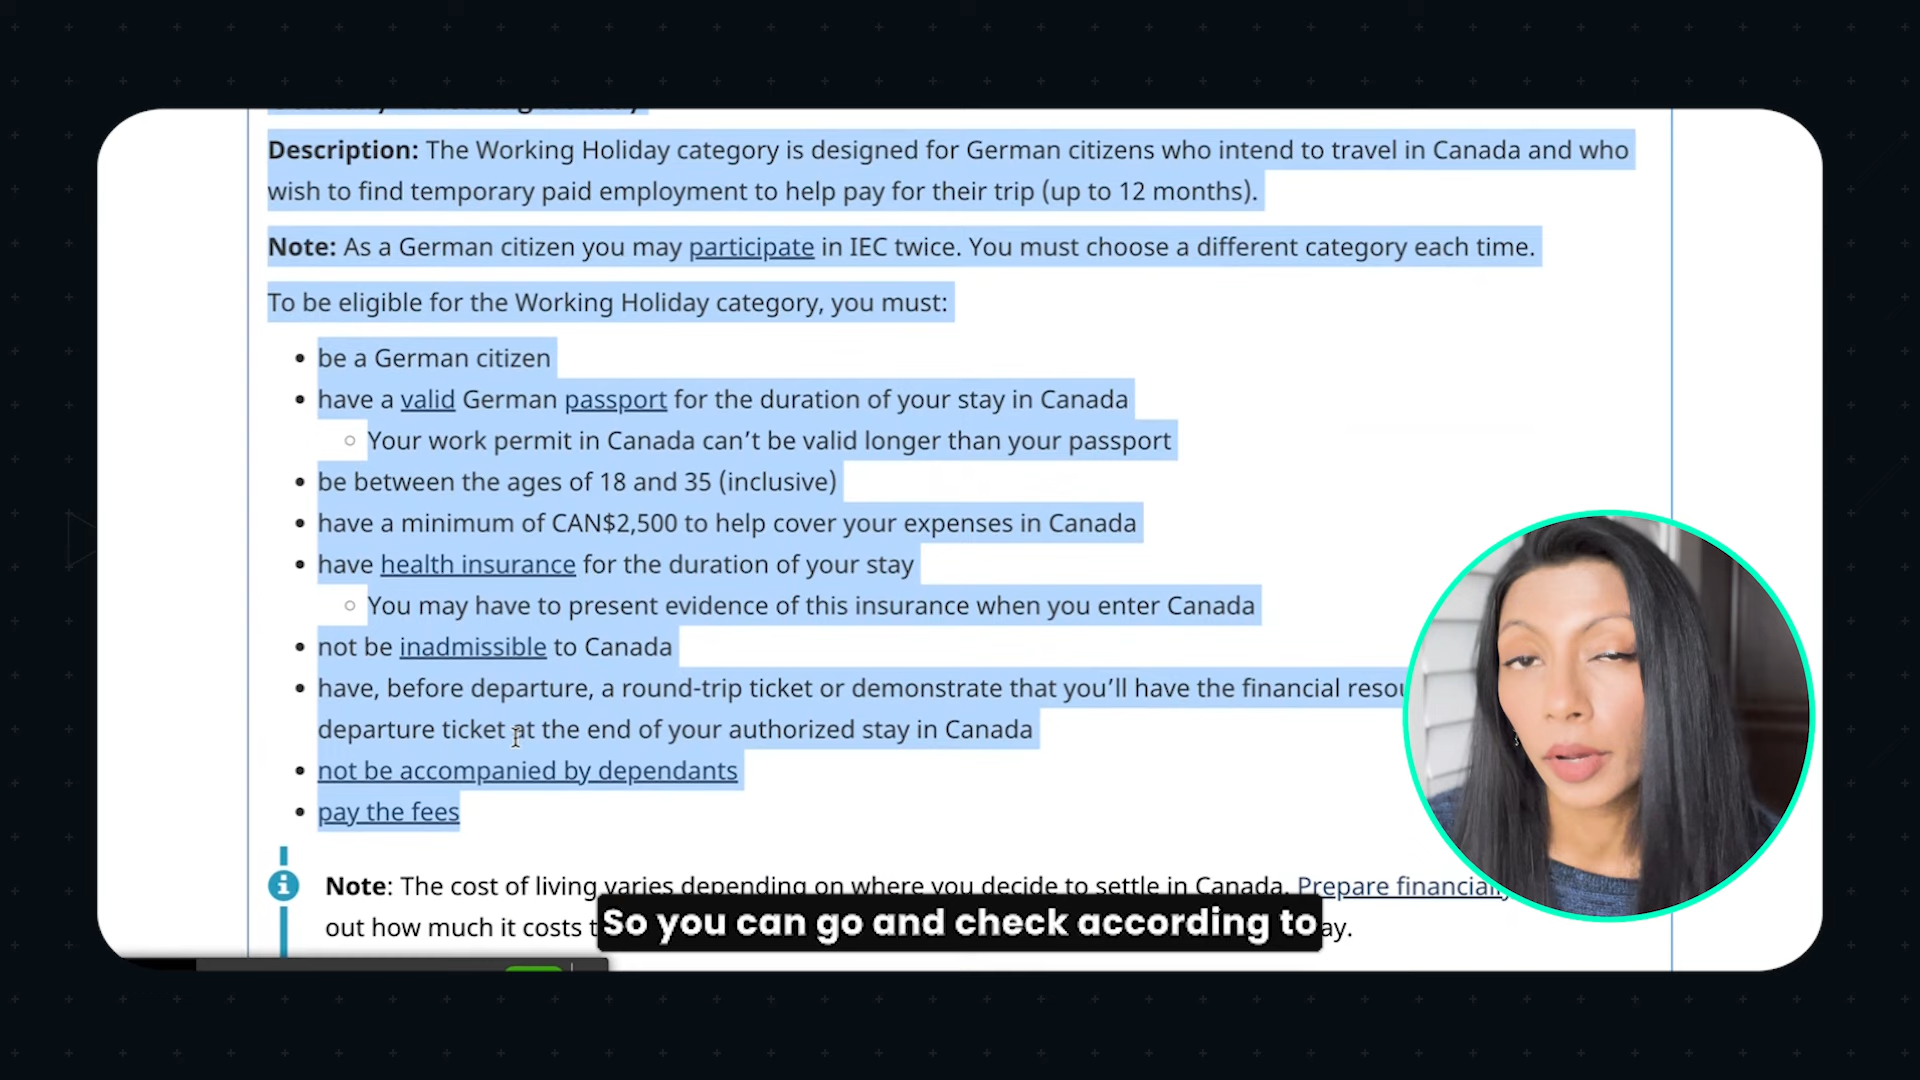 Description: The Working Holiday category is designed for German citizens who intend to travel in Canada and who
wish to find temporary paid employment to help pay for their trip (up to 12 months).
Note: As a German citizen you may participate in IEC twice. You must choose a different category each time.
To be eligible for the Working Holiday category, you must:
be a German citizen
have a valid German passport for the duration of your stay in Canada
Your work permit in Canada can’t be valid longer than your passport
be between the ages of 18 and 35 (inclusive)
have a minimum of CAN$2,500 to help cover your expenses in Canada
have health insurance for the duration of your stay
You may have to present evidence of this insurance when you enter Canada
not be inadmissible to Canada
have, before departure, a round-trip ticket or demonstrate that you’ll have the financial
departure ticket at the end of your authorized stay in Canada
not be accompanied by dependants
pay the fees
Note: The cost of living varies depending on where you decide to settle in Canada. Prepare financially
out how much it costs
So you can go and check according to